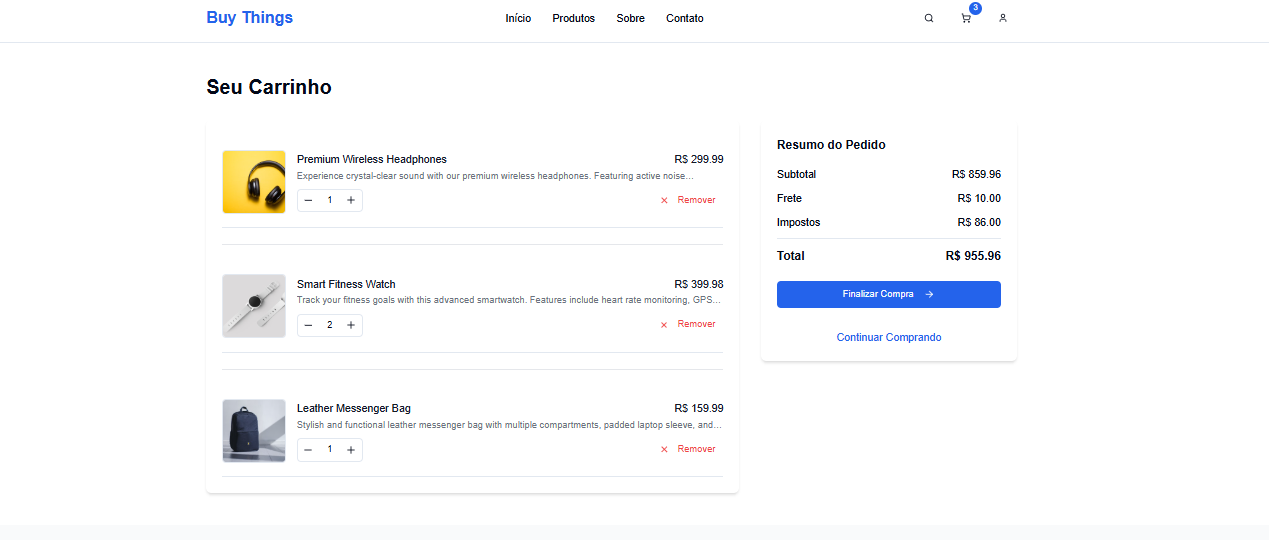 Buy Things
Início Produtos Sobre Contato
3
Seu Carrinho
Premium Wireless Headphones R$ 299.99
Experience crystal-clear sound with our premium wireless headphones. Featuring active noise...
1 Remover
Smart Fitness Watch R$ 399.98
Track your fitness goals with this advanced smartwatch. Features include heart rate monitoring, GPS...
2 Remover
Leather Messenger Bag R$ 159.99
Stylish and functional leather messenger bag with multiple compartments, padded laptop sleeve, and...
1 Remover
Resumo do Pedido
Subtotal R$ 859.96
Frete R$ 10.00
Impostos R$ 86.00
Total R$ 955.96
Finalizar Compra
Continuar Comprando